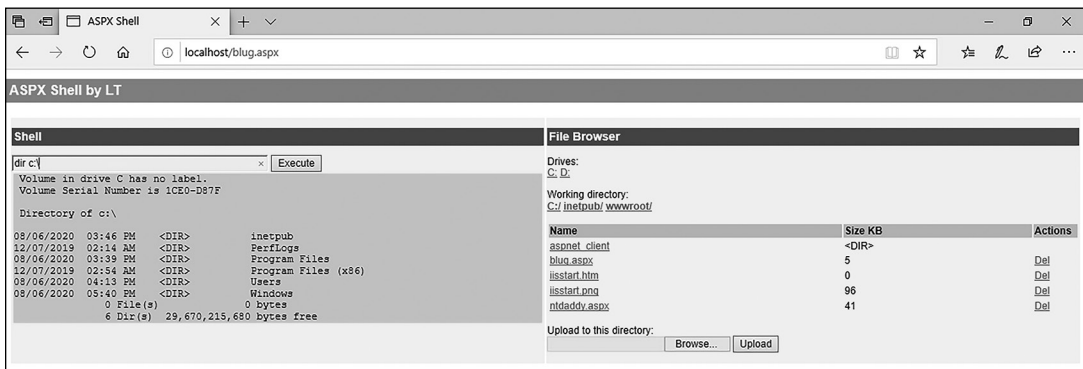 ASPX Shell
localhost/blug.aspx
ASPX Shell by LT
Shell
dir c:\
Execute
Volume in drive C has no label.
Volume Serial Number is 1CE0-D87F
Directory of c:\
08/06/2020 03:46 PM <DIR> inetpub
12/07/2019 02:14 AM <DIR> PerfLogs
08/06/2020 03:39 PM <DIR> Program Files
12/07/2019 02:54 AM <DIR> Program Files (x86)
08/06/2020 04:13 PM <DIR> Users
08/06/2020 05:40 PM <DIR> Windows
0 File(s) 0 bytes
6 Dir(s) 29,670,215,680 bytes free
File Browser
Drives:
C: D:
Working directory:
C:/ inetpub/ wwwroot/
Name Size KB Actions
aspnet_client <DIR>
blug.aspx 5 Del
iisstart.htm 0 Del
iisstart.png 96 Del
ntdaddy.aspx 41 Del
Upload to this directory:
Browse... Upload